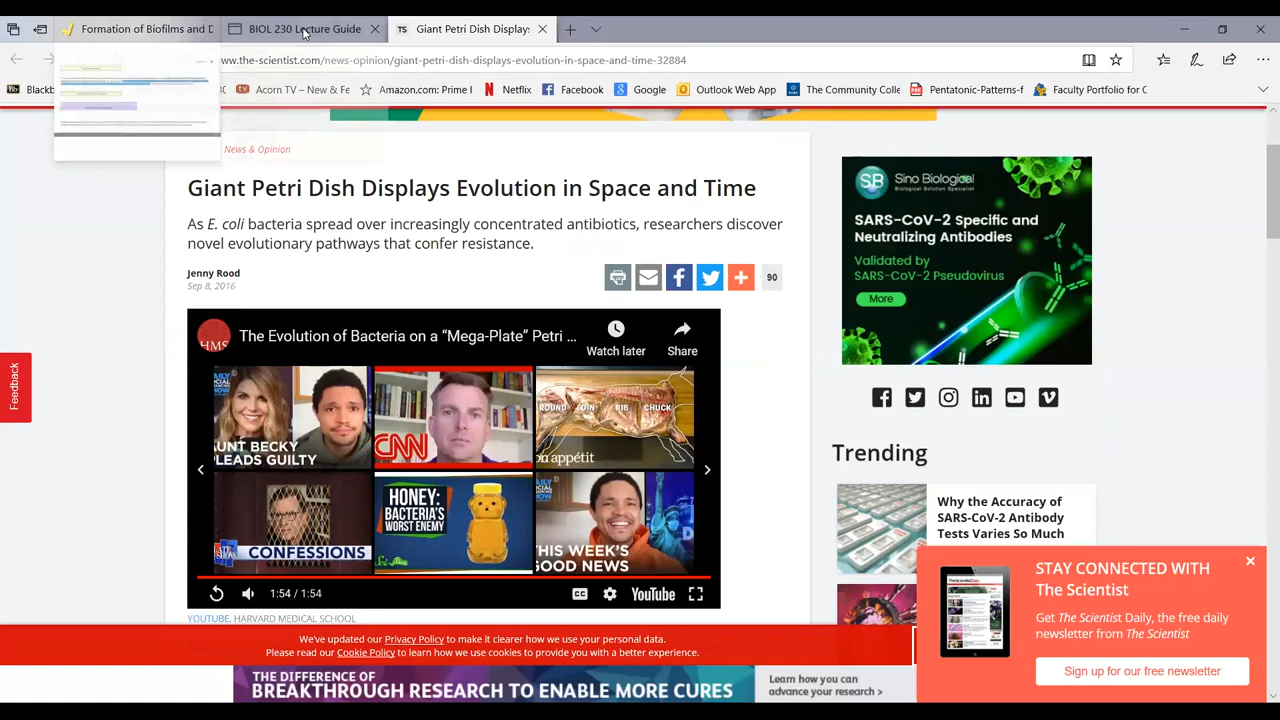 Formation of Biofilms and D
BIOL 230 Lecture Guide
TS Giant Petri Dish Display:
www.the-scientist.com/news-opinion/giant-petri-dish-displays-evolution-in-space-and-time-32884
Bb Blackb
Acorn TV – New & Fe
Amazon.com: Prime I
Netflix
Facebook
Google
Outlook Web App
The Community Colle
Pentatonic-Patterns-f
Faculty Portfolio for C
News & Opinion
Giant Petri Dish Displays Evolution in Space and Time
As E. coli bacteria spread over increasingly concentrated antibiotics, researchers discover
novel evolutionary pathways that confer resistance.
Jenny Rood
Sep 8, 2016
90
HMS
The Evolution of Bacteria on a “Mega-Plate” Petri ...
Watch later
Share
AUNT BECKY
PLEADS GUILTY
CNN
ROUND LOIN RIB CHUCK
on appétit
CONFESSIONS
HONEY:
BACTERIA'S
WORST ENEMY
THIS WEEK'S
GOOD NEWS
1:54 / 1:54
CC
YouTube
YOUTUBE, HARVARD MEDICAL SCHOOL
Feedback
SB Sino Biological
Biological Solution Specialist
SARS-CoV-2 Specific and
Neutralizing Antibodies
Validated by
SARS-CoV-2 Pseudovirus
More
Trending
Why the Accuracy of
SARS-CoV-2 Antibody
Tests Varies So Much
STAY CONNECTED WITH
The Scientist
Get The Scientist Daily, the free daily
newsletter from The Scientist
Sign up for our free newsletter
We've updated our Privacy Policy to make it clearer how we use your personal data.
Please read our Cookie Policy to learn how we use cookies to provide you with a better experience.
THE DIFFERENCE OF
BREAKTHROUGH RESEARCH TO ENABLE MORE CURES
Learn how you can
advance your research >